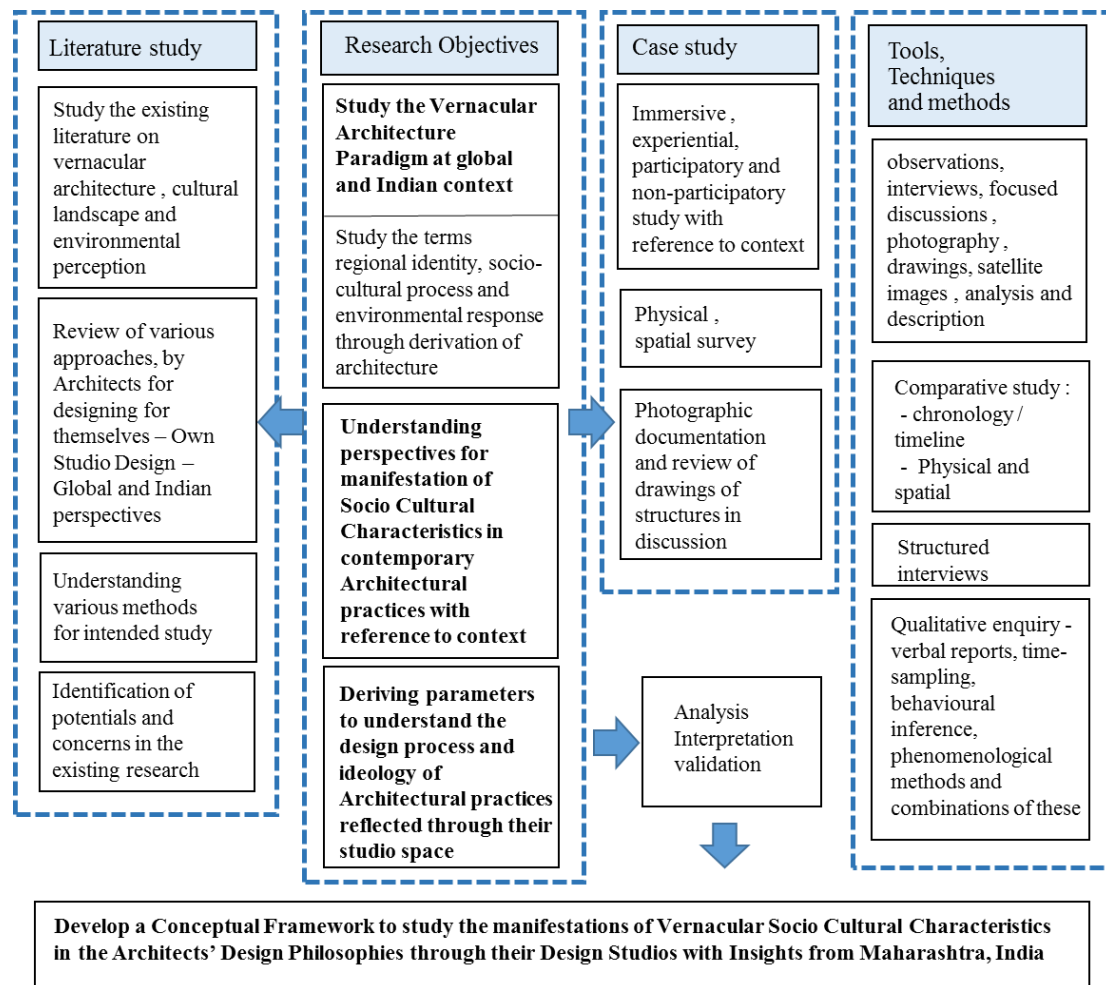 Literature study
Study the existing
literature on
vernacular
architecture , cultural
landscape and
environmental
perception
Review of various
approaches, by
Architects for
designing for
themselves – Own
Studio Design –
Global and Indian
perspectives
Understanding
various methods
for intended study
Identification of
potentials and
concerns in the
existing research
Research Objectives
Study the Vernacular
Architecture
Paradigm at global
and Indian context
Study the terms
regional identity, socio-
cultural process and
environmental response
through derivation of
architecture
Understanding
perspectives for
manifestation of
Socio Cultural
Characteristics in
contemporary
Architectural
practices with
reference to context
Deriving parameters
to understand the
design process and
ideology of
Architectural practices
reflected through their
studio space
Case study
Immersive ,
experiential,
participatory and
non-participatory
study with
reference to context
Physical ,
spatial survey
Photographic
documentation
and review of
drawings of
structures in
discussion
Analysis
Interpretation
validation
Tools,
Techniques
and methods
observations,
interviews, focused
discussions ,
photography ,
drawings, satellite
images , analysis and
description
Comparative study :
- chronology /
timeline
- Physical and
spatial
Structured
interviews
Qualitative enquiry -
verbal reports, time-
sampling,
behavioural
inference,
phenomenological
methods and
combinations of these
Develop a Conceptual Framework to study the manifestations of Vernacular Socio Cultural Characteristics
in the Architects' Design Philosophies through their Design Studios with Insights from Maharashtra, India